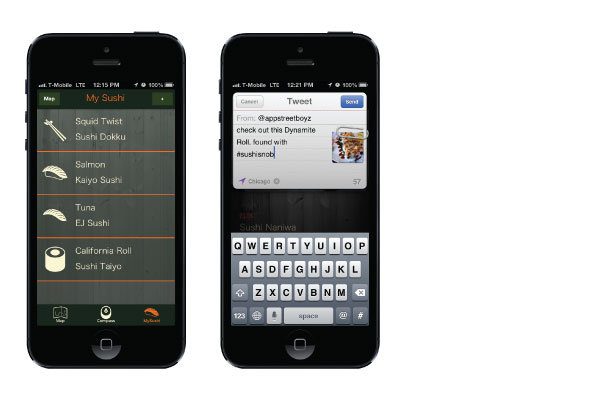 T-Mobile LTE 12:15 PM 100%
Map My Sushi +
Squid Twist
Sushi Dokku
Salmon
Kaiyo Sushi
Tuna
E.I Sushi
California Roll
Sushi Taiyo
Map Compass MySushi
T-Mobile LTE 12:21 PM 100%
Cancel Tweet Send
From: @appstreetboyz
check out this Dynamite
Roll. found with
#sushisnob
Chicago 57
Sushi Naniwa
Q W E R T Y U I O P
A S D F G H J K L
Z X C V B N M
123 space @ #